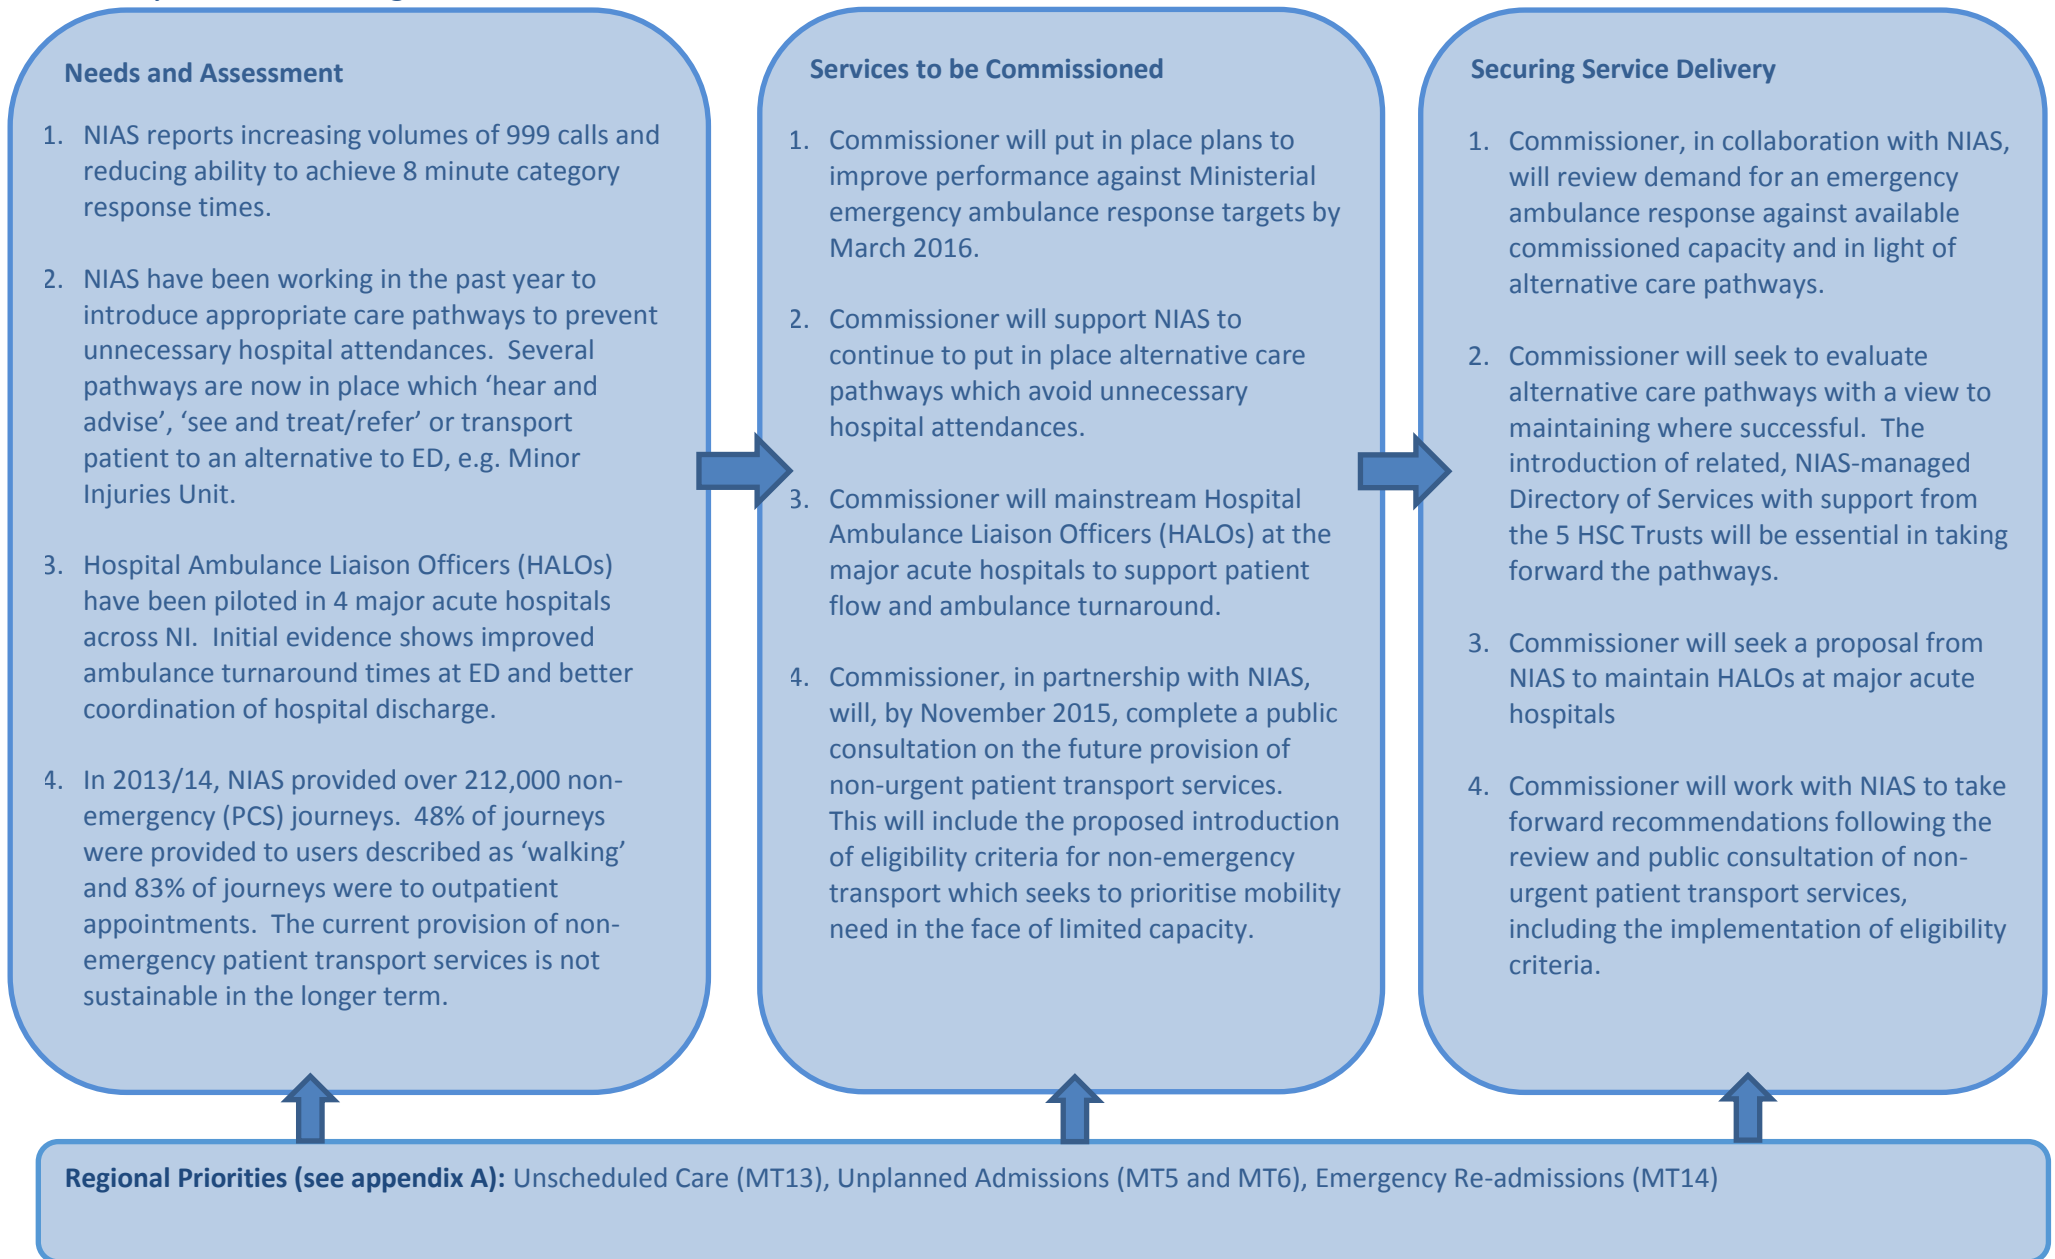 Needs and Assessment
1. NIAS reports increasing volumes of 999 calls and
reducing ability to achieve 8 minute category
response times.
2. NIAS have been working in the past year to
introduce appropriate care pathways to prevent
unnecessary hospital attendances. Several
pathways are now in place which ‘hear and
advise’, ‘see and treat/refer’ or transport
patient to an alternative to ED, e.g. Minor
Injuries Unit.
3. Hospital Ambulance Liaison Officers (HALOs)
have been piloted in 4 major acute hospitals
across NI. Initial evidence shows improved
ambulance turnaround times at ED and better
coordination of hospital discharge.
4. In 2013/14, NIAS provided over 212,000 non-
emergency (PCS) journeys. 48% of journeys
were provided to users described as ‘walking’
and 83% of journeys were to outpatient
appointments. The current provision of non-
emergency patient transport services is not
sustainable in the longer term.
Services to be Commissioned
1. Commissioner will put in place plans to
improve performance against Ministerial
emergency ambulance response targets by
March 2016.
2. Commissioner will support NIAS to
continue to put in place alternative care
pathways which avoid unnecessary
hospital attendances.
3. Commissioner will mainstream Hospital
Ambulance Liaison Officers (HALOs) at the
major acute hospitals to support patient
flow and ambulance turnaround.
4. Commissioner, in partnership with NIAS,
will, by November 2015, complete a public
consultation on the future provision of
non-urgent patient transport services.
This will include the proposed introduction
of eligibility criteria for non-emergency
transport which seeks to prioritise mobility
need in the face of limited capacity.
Securing Service Delivery
1. Commissioner, in collaboration with NIAS,
will review demand for an emergency
ambulance response against available
commissioned capacity and in light of
alternative care pathways.
2. Commissioner will seek to evaluate
alternative care pathways with a view to
maintaining where successful. The
introduction of related, NIAS-managed
Directory of Services with support from
the 5 HSC Trusts will be essential in taking
forward the pathways.
3. Commissioner will seek a proposal from
NIAS to maintain HALOs at major acute
hospitals
4. Commissioner will work with NIAS to take
forward recommendations following the
review and public consultation of non-
urgent patient transport services,
including the implementation of eligibility
criteria.
Regional Priorities (see appendix A): Unscheduled Care (MT13), Unplanned Admissions (MT5 and MT6), Emergency Re-admissions (MT14)